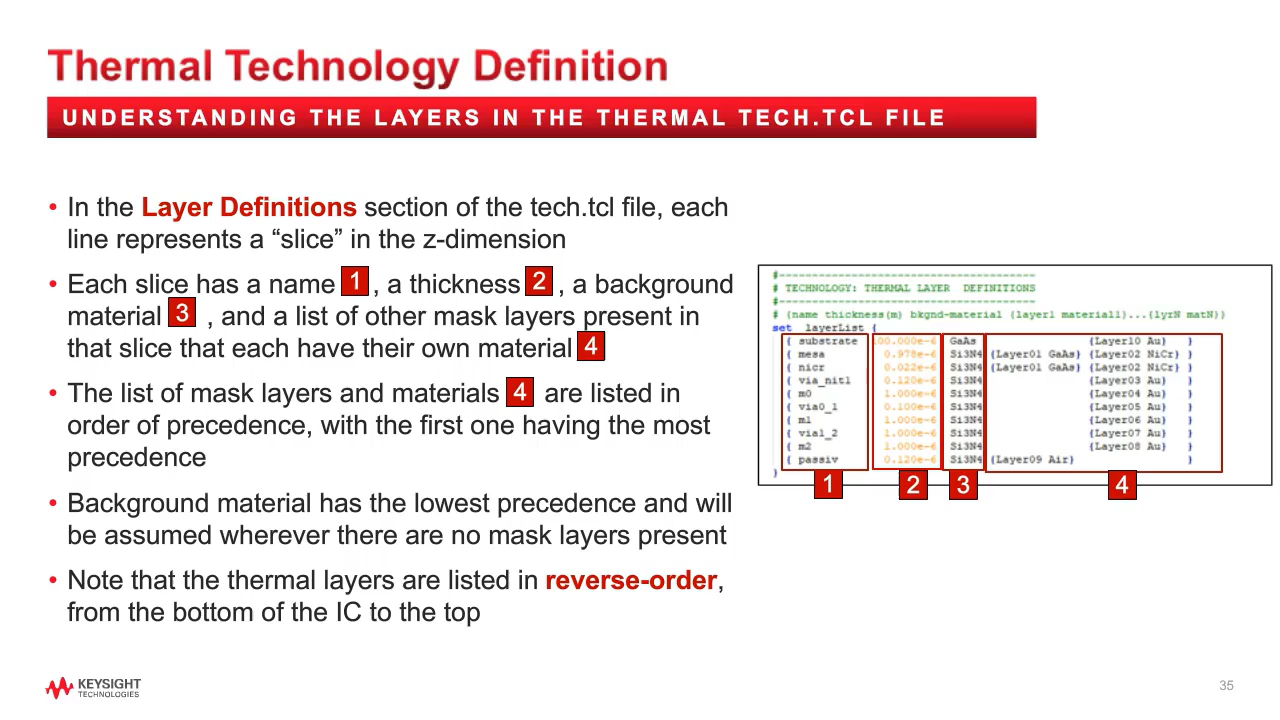 Thermal Technology Definition
UNDERSTANDING THE LAYERS IN THE THERMAL TECH.TCL FILE
• In the Layer Definitions section of the tech.tcl file, each
line represents a “slice” in the z-dimension
• Each slice has a name 1 , a thickness 2 , a background
material 3 , and a list of other mask layers present in
that slice that each have their own material 4
• The list of mask layers and materials 4 are listed in
order of precedence, with the first one having the most
precedence
• Background material has the lowest precedence and will
be assumed wherever there are no mask layers present
• Note that the thermal layers are listed in reverse-order,
from the bottom of the IC to the top
#---------------------------------------
# TECHNOLOGY: THERMAL LAYER DEFINITIONS
#---------------------------------------
# {name thickness(m) bkgnd-material {layer1 material1}...{lyrN matN}}
set layerList {
{ substrate 00.000e-6 GaAs {Layer10 Au} }
{ mesa 0.978e-6 Si3N4 {Layer01 GaAs} {Layer02 NiCr} }
{ nicr 0.022e-6 Si3N4 {Layer01 GaAs} {Layer02 NiCr} }
{ via_nit1 0.120e-6 Si3N4 {Layer03 Au} }
{ m0 1.000e-6 Si3N4 {Layer04 Au} }
{ via0_1 0.100e-6 Si3N4 {Layer05 Au} }
{ m1 1.000e-6 Si3N4 {Layer06 Au} }
{ via1_2 1.000e-6 Si3N4 {Layer07 Au} }
{ m2 1.000e-6 Si3N4 {Layer08 Au} }
{ passiv 0.120e-6 Si3N4 {Layer09 Air} }
}
1 2 3 4
KEYSIGHT
TECHNOLOGIES
35